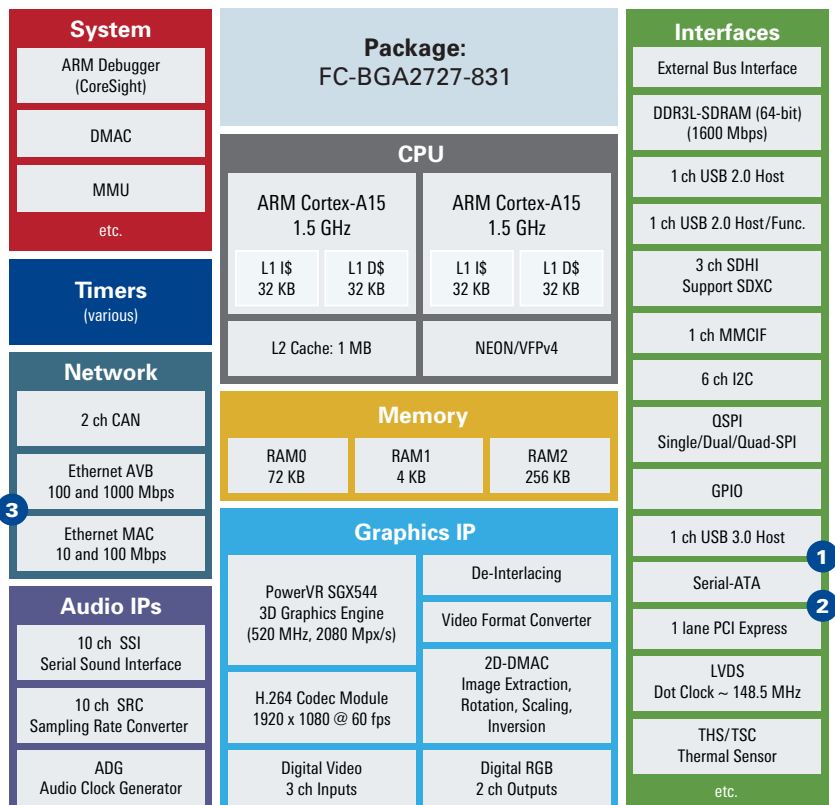 System
ARM Debugger
(CoreSight)
DMAC
MMU
etc.
Timers
(various)
Network
2 ch CAN
Ethernet AVB
100 and 1000 Mbps
3
Ethernet MAC
10 and 100 Mbps
Audio IPs
10 ch SSI
Serial Sound Interface
10 ch SRC
Sampling Rate Converter
ADG
Audio Clock Generator
Package:
FC-BGA2727-831
CPU
ARM Cortex-A15
1.5 GHz
L1 I$
32 KB
L1 D$
32 KB
ARM Cortex-A15
1.5 GHz
L1 I$
32 KB
L1 D$
32 KB
L2 Cache: 1 MB
NEON/VFPv4
Memory
RAM0
72 KB
RAM1
4 KB
RAM2
256 KB
Graphics IP
PowerVR SGX544
3D Graphics Engine
(520 MHz, 2080 Mpx/s)
H.264 Codec Module
1920 x 1080 @ 60 fps
Digital Video
3 ch Inputs
De-Interlacing
Video Format Converter
2D-DMAC
Image Extraction,
Rotation, Scaling,
Inversion
Digital RGB
2 ch Outputs
Interfaces
External Bus Interface
DDR3L-SDRAM (64-bit)
(1600 Mbps)
1 ch USB 2.0 Host
1 ch USB 2.0 Host/Func.
3 ch SDHI
Support SDXC
1 ch MMCIF
6 ch I2C
QSPI
Single/Dual/Quad-SPI
GPIO
1 ch USB 3.0 Host
1
Serial-ATA
2
1 lane PCI Express
LVDS
Dot Clock ~ 148.5 MHz
THS/TSC
Thermal Sensor
etc.